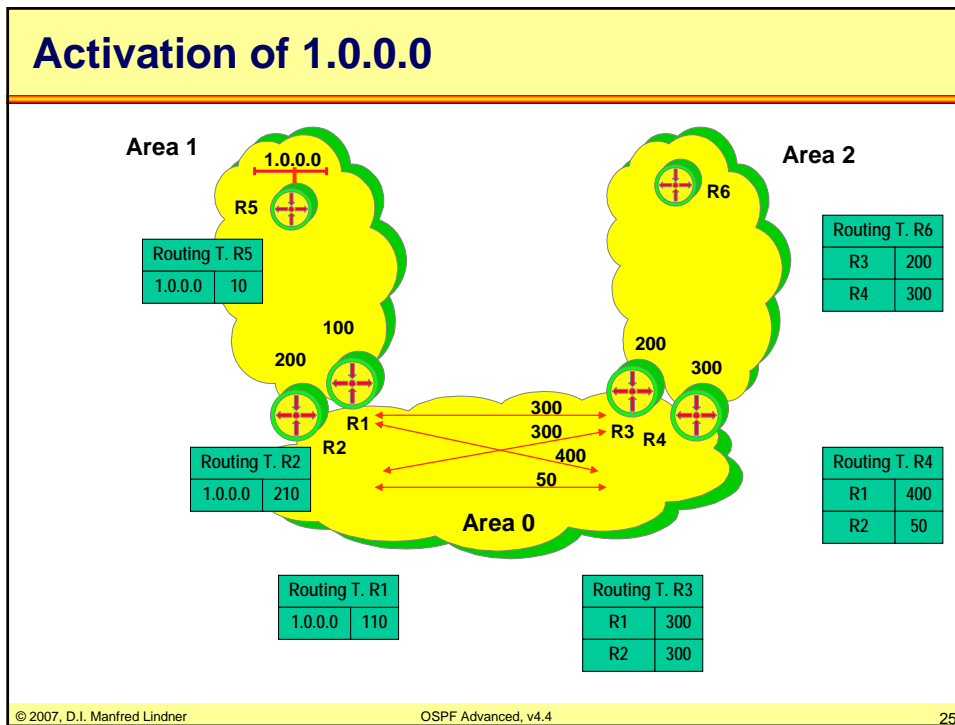 Activation of 1.0.0.0
Area 1
Area 2
1.0.0.0
R5
R6
Routing T. R5
1.0.0.0 10
Routing T. R6
R3 200
R4 300
100
200
200
300
R1
R2
R3
R4
300
300
400
50
Routing T. R2
1.0.0.0 210
Routing T. R4
R1 400
R2 50
Area 0
Routing T. R1
1.0.0.0 110
Routing T. R3
R1 300
R2 300
© 2007, D.I. Manfred Lindner
OSPF Advanced, v4.4
25